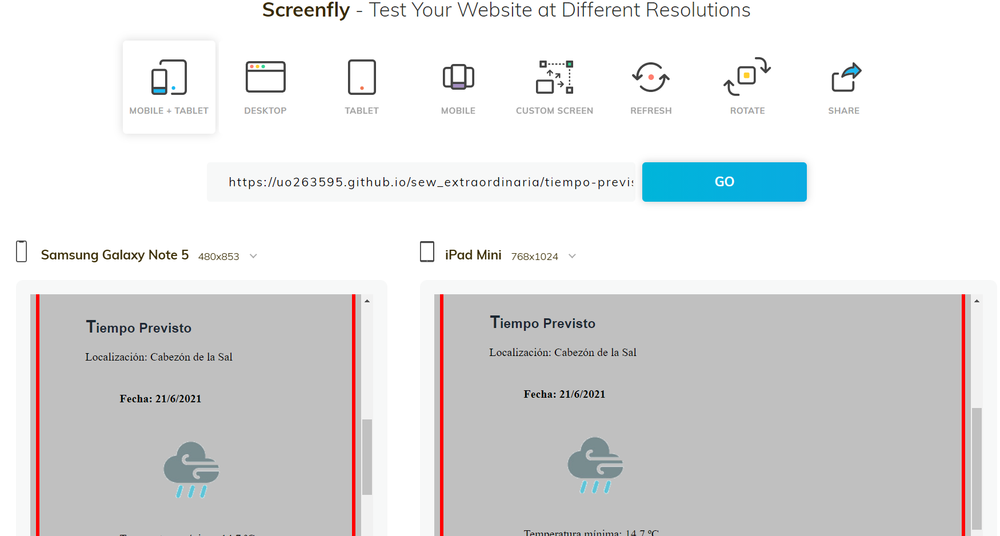 Screenfly - Test Your Website at Different Resolutions
MOBILE + TABLET
DESKTOP
TABLET
MOBILE
CUSTOM SCREEN
REFRESH
ROTATE
SHARE
https://uo263595.github.io/sew_extraordinaria/tiempo-previs
GO
Samsung Galaxy Note 5 480x853
Tiempo Previsto
Localización: Cabezón de la Sal
Fecha: 21/6/2021
iPad Mini 768x1024
Tiempo Previsto
Localización: Cabezón de la Sal
Fecha: 21/6/2021
Temperatura mínima: 14.7 ºC